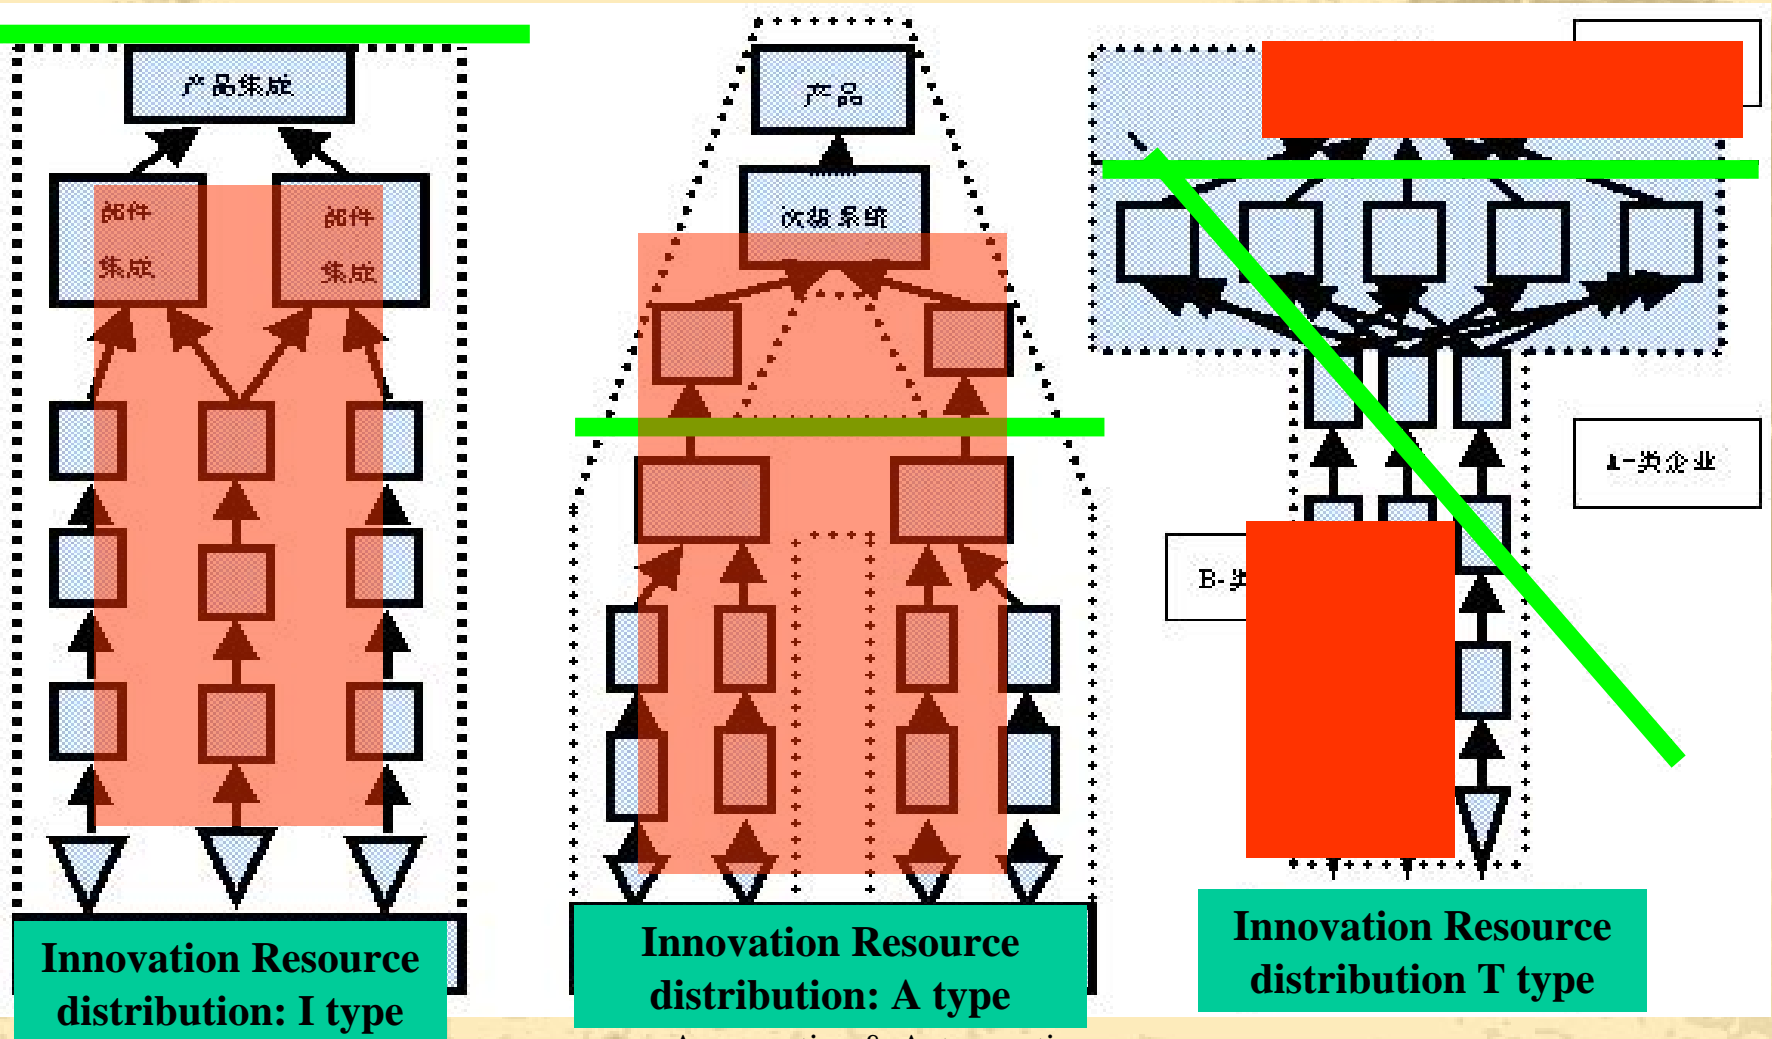 产品集成
部件
集成
部件
集成
产品
次级系统
A-类企业
B-类
Innovation Resource
distribution: I type
Innovation Resource
distribution: A type
Innovation Resource
distribution T type